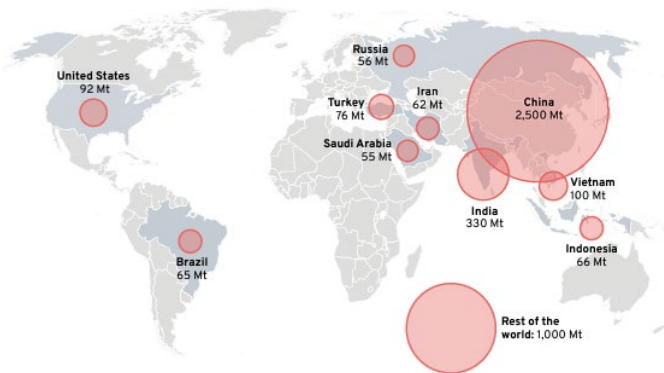 Russia
56 Mt
United States
92 Mt
Iran
62 Mt
Turkey
76 Mt
China
2,500 Mt
Saudi Arabia
55 Mt
Vietnam
100 Mt
India
330 Mt
Indonesia
66 Mt
Brazil
65 Mt
Rest of the
world: 1,000 Mt